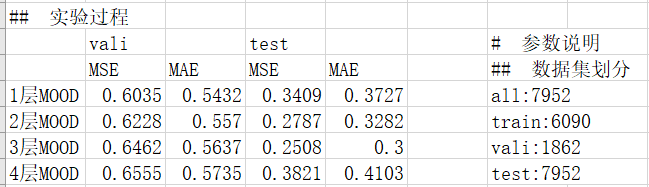 ## 实验过程
vali test # 参数说明
MSE MAE MSE MAE ## 数据集划分
1层MOOD 0.6035 0.5432 0.3409 0.3727 all:7952
2层MOOD 0.6228 0.557 0.2787 0.3282 train:6090
3层MOOD 0.6462 0.5637 0.2508 0.3 vali:1862
4层MOOD 0.6555 0.5735 0.3821 0.4103 test:7952